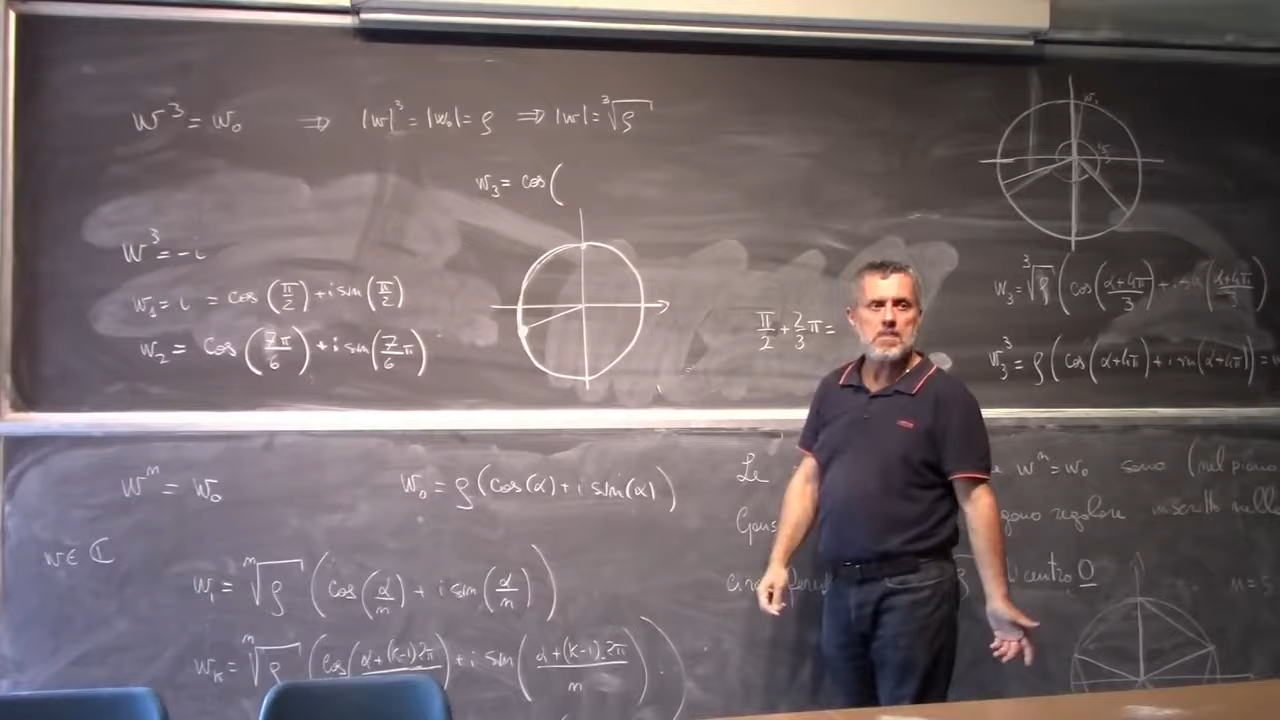 w³ = w₀ ⇒ |w|³ = |w₀| = ρ ⇒ |w| = ∛ρ
w₃ = cos(
w³ = -i
w₁ = i = cos(π/2) + i sin(π/2)
w₂ = cos(7π/6) + i sin(7/6 π)
π/2 + 2/3 π =
w₃ = ∛ρ (cos((α+4π)/3) + i sin((α+4π)/3)
w₃³ = ρ (cos(α+4π) + i sin(α+4π)) =
wⁿ = w₀ w₀ = ρ (cos(α) + i sin(α))
w ∈ ℂ
w₁ = ⁿ√ρ (cos(α/n) + i sin(α/n))
wₖ = ⁿ√ρ (cos((α+(k-1)2π)/n) + i sin((α+(k-1)·2π)/n)).
Le wⁿ = w₀ sono (nel piano
Gaus regolare inscritto nella
centro O
n = 5